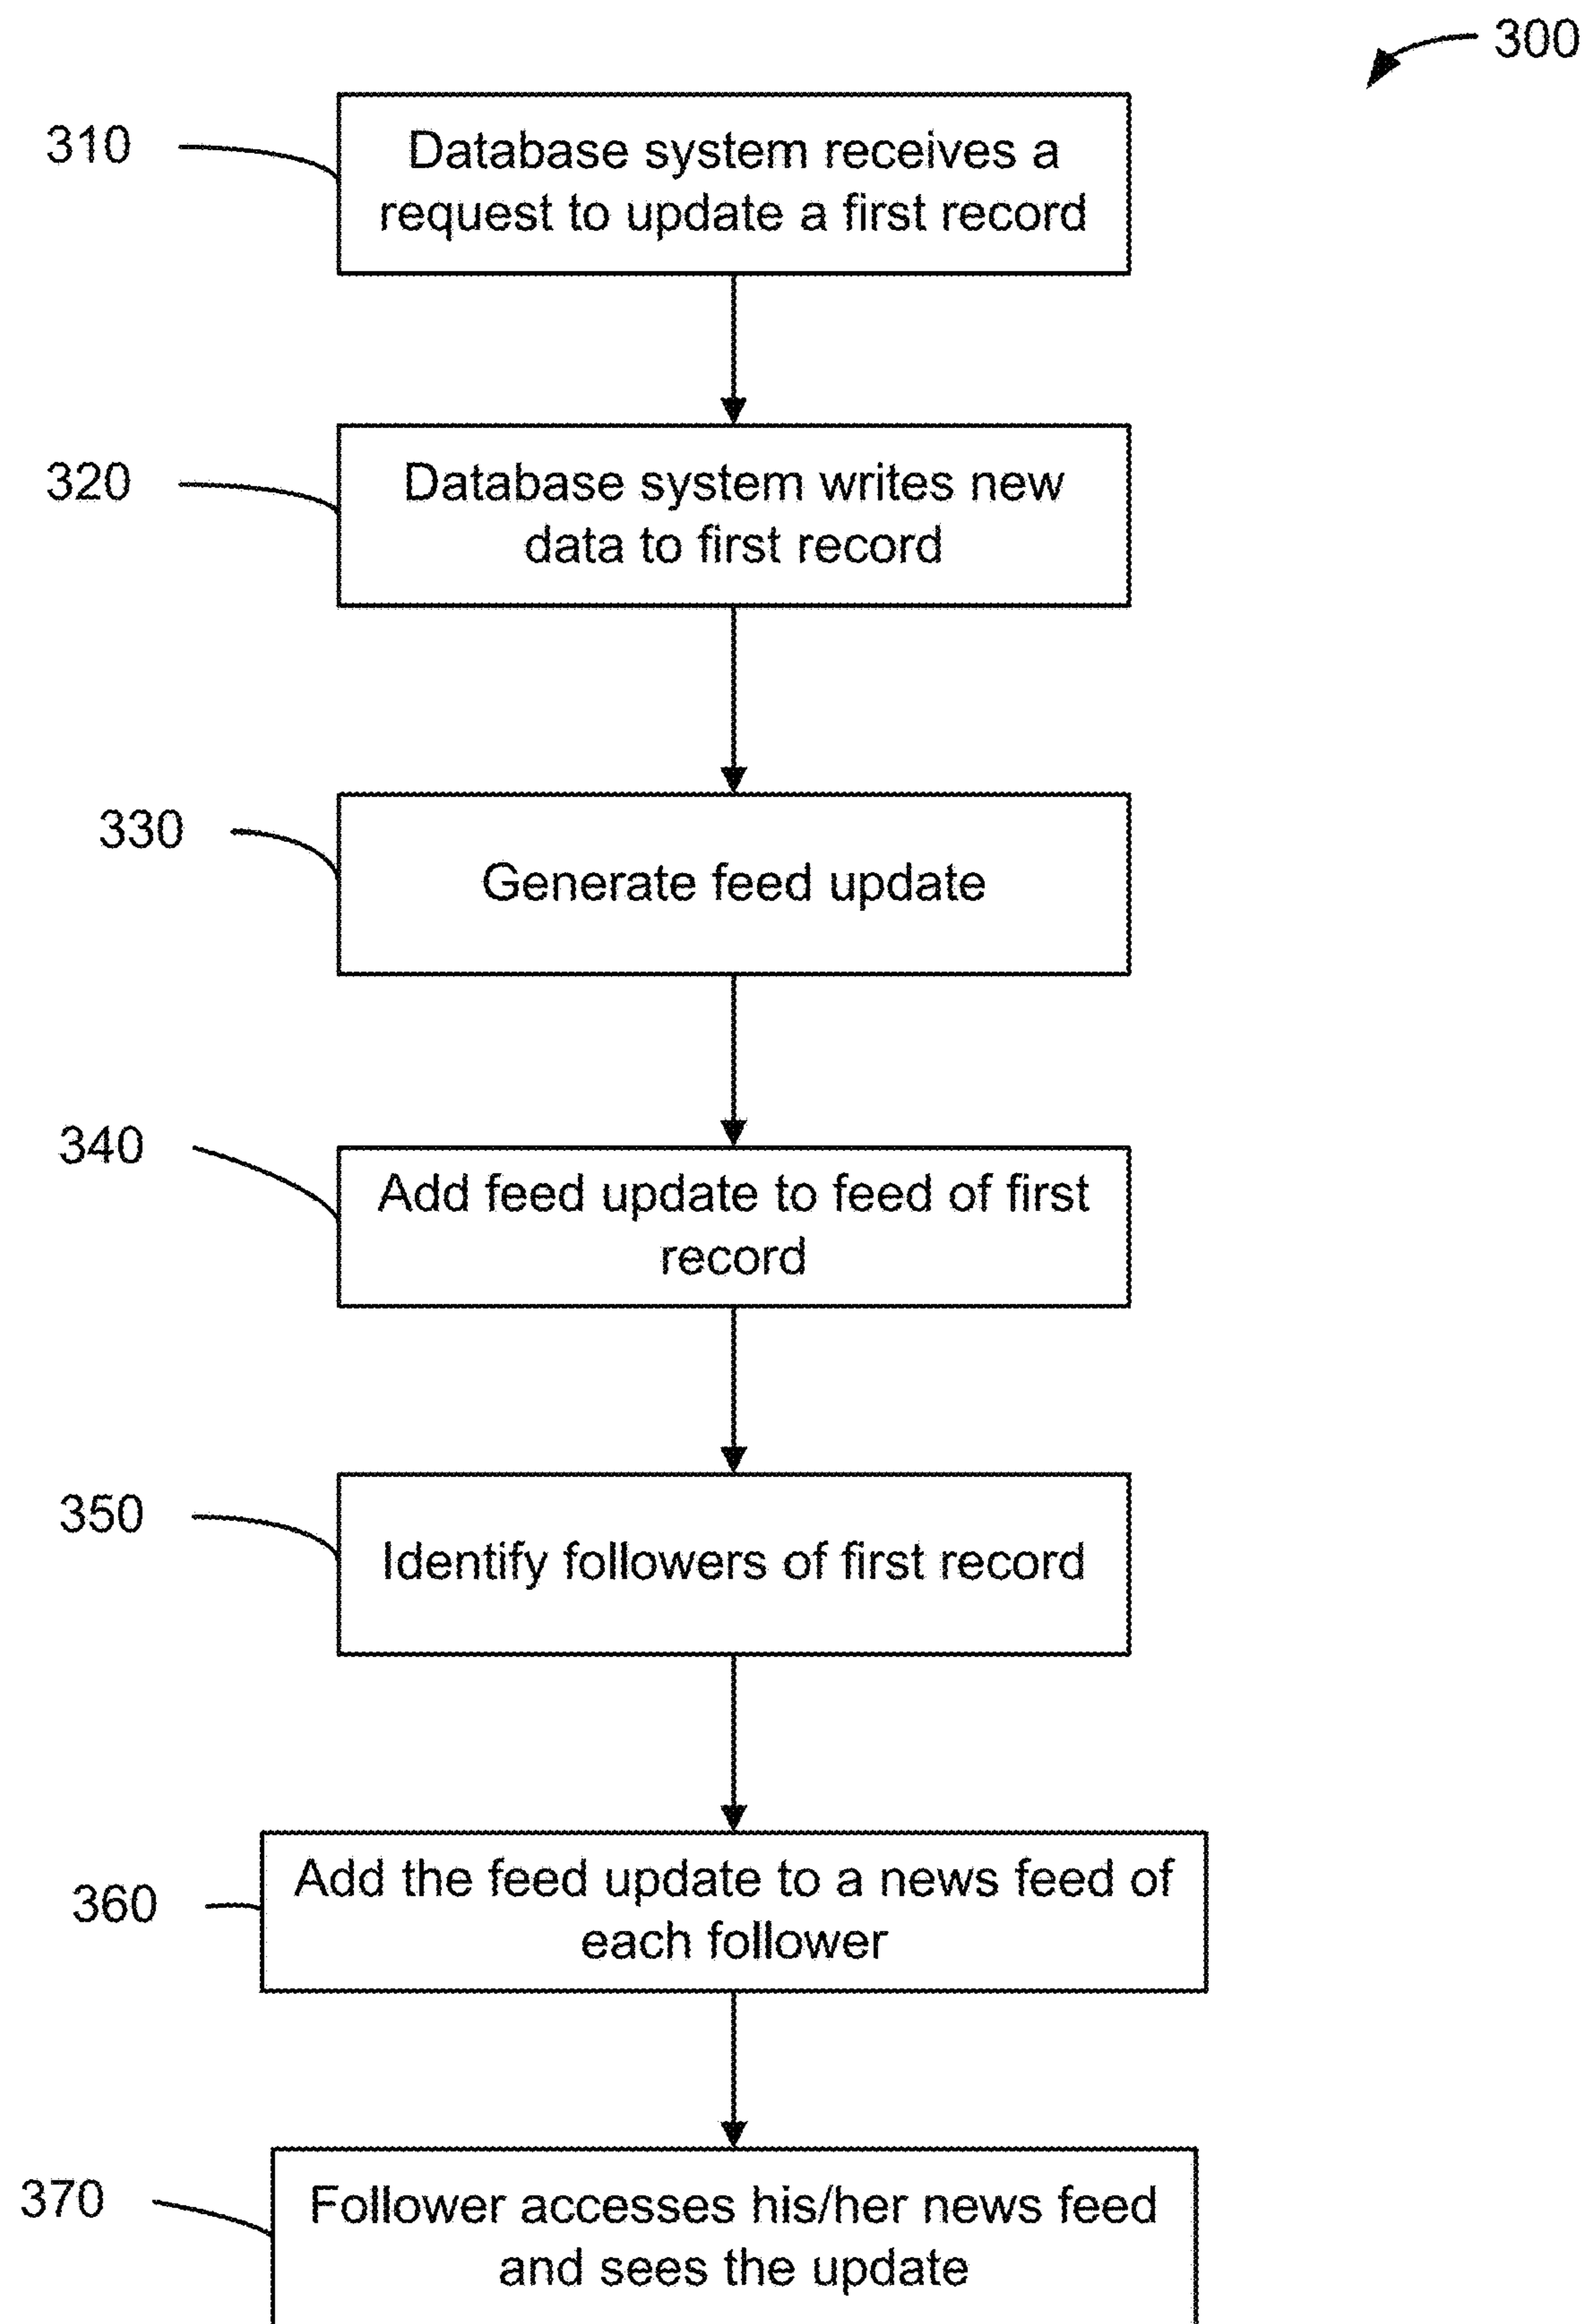 300
310
Database system receives a
request to update a first record
320
Database system writes new
data to first record
330
Generate feed update
340
Add feed update to feed of first
record
350
Identify followers of first record
360
Add the feed update to a news feed of
each follower
370
Follower accesses his/her news feed
and sees the update